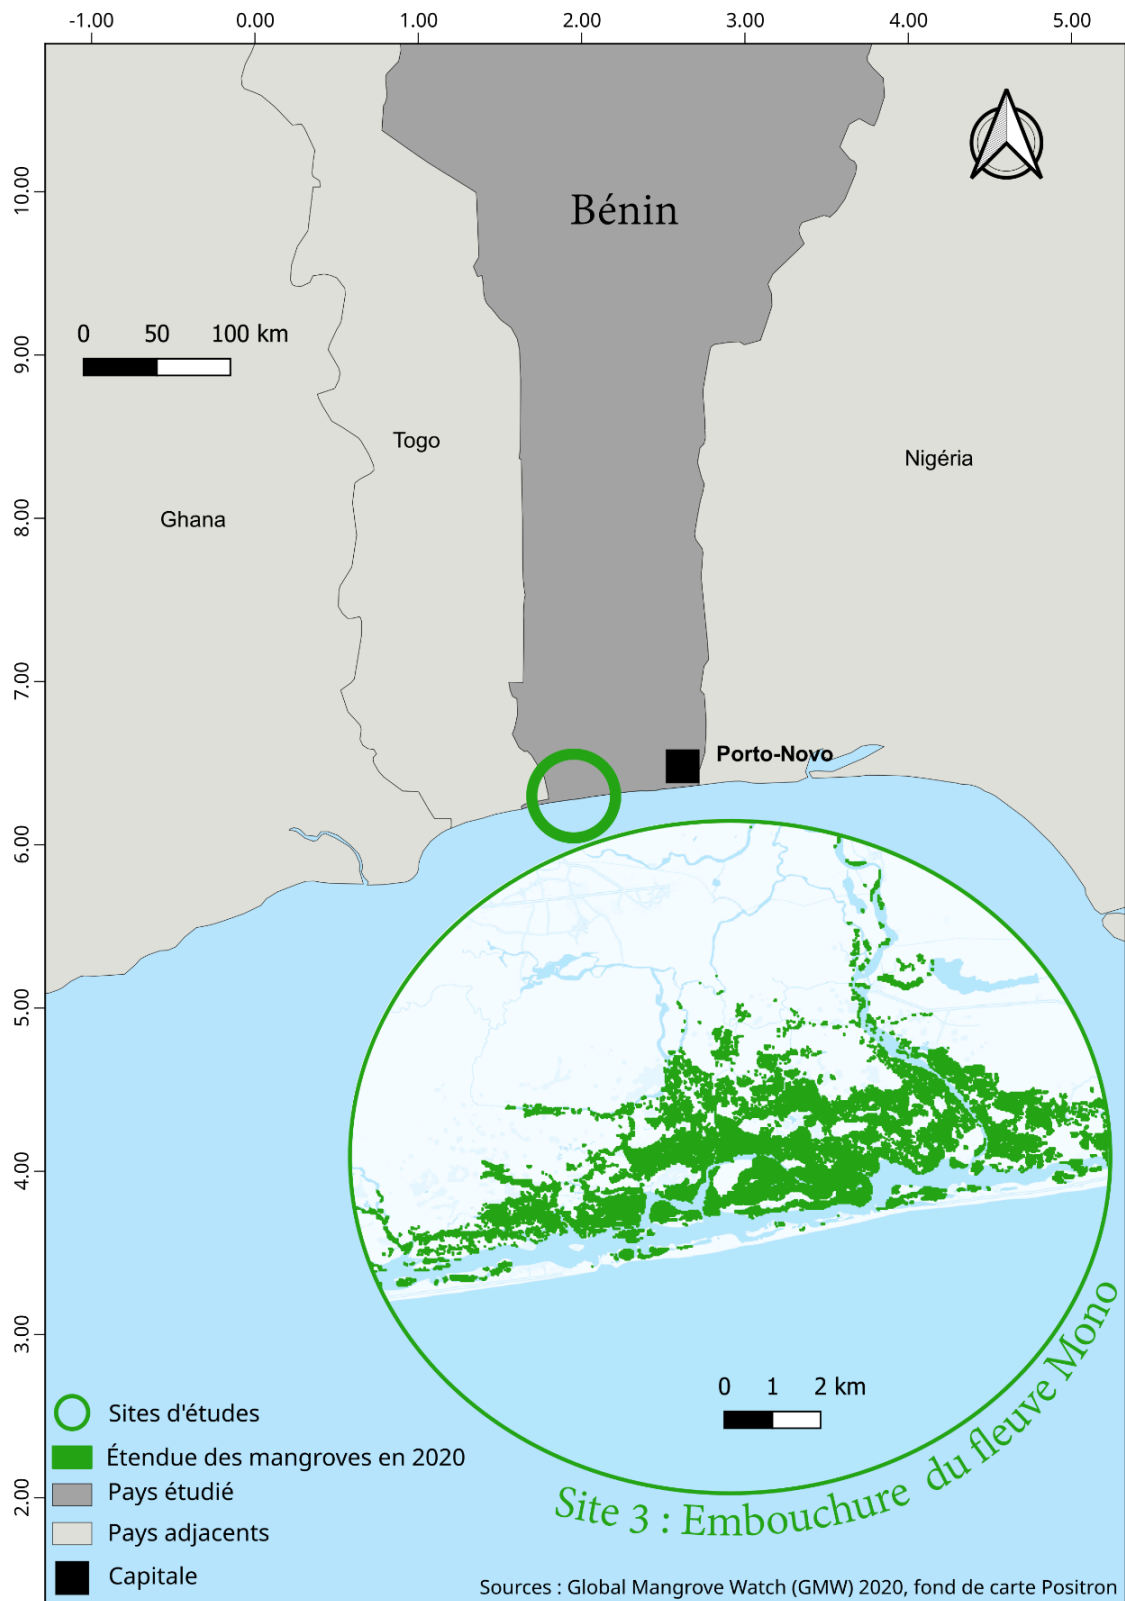 -1.00 0.00 1.00 2.00 3.00 4.00 5.00
10.00
9.00
8.00
7.00
6.00
5.00
4.00
3.00
2.00
Bénin
0 50 100 km
Togo
Nigéria
Ghana
Porto-Novo
0 1 2 km
Site 3 : Embouchure du fleuve Mono
Sites d'études
Étendue des mangroves en 2020
Pays étudié
Pays adjacents
Capitale
Sources : Global Mangrove Watch (GMW) 2020, fond de carte Positron